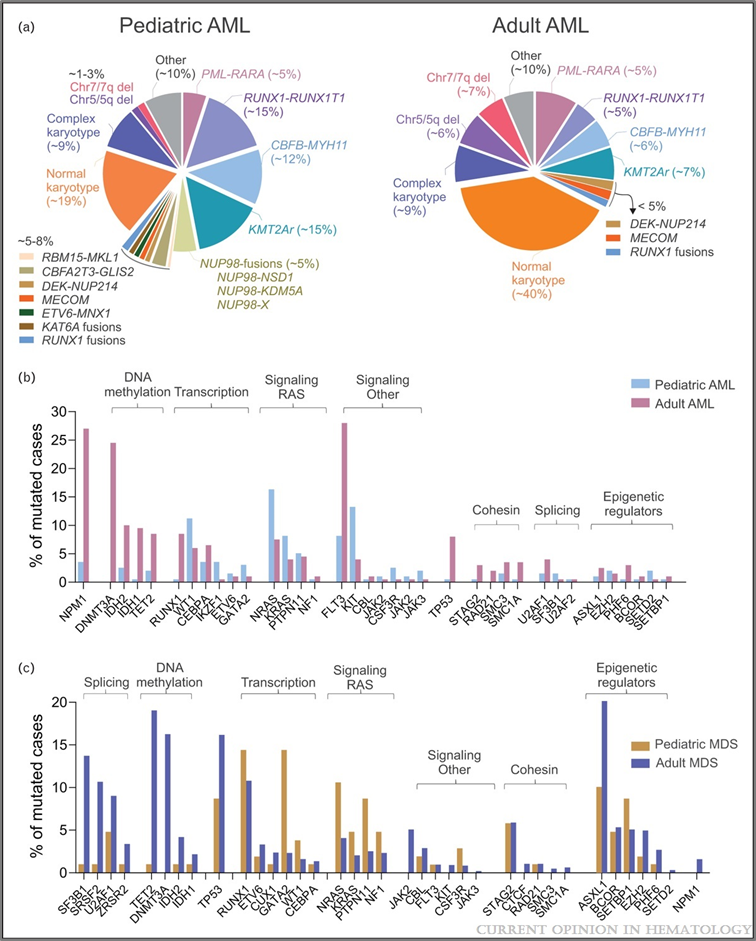 (a)
Pediatric AML
Adult AML
Other
(~10%)
PML-RARA (~5%)
RUNX1-RUNX1T1
(~15%)
CBFB-MYH11
(~12%)
KMT2Ar (~15%)
NUP98-fusions (~5%)
NUP98-NSD1
NUP98-KDM5A
NUP98-X
~1-3%
Chr7/7q del
Chr5/5q del
Complex
karyotype
(~9%)
Normal
karyotype
(~19%)
~5-8%
RBM15-MKL1
CBFA2T3-GLIS2
DEK-NUP214
MECOM
ETV6-MNX1
KAT6A fusions
RUNX1 fusions
Other
(~10%)
PML-RARA (~5%)
RUNX1-RUNX1T1
(~5%)
CBFB-MYH11
(~6%)
KMT2Ar (~7%)
< 5%
DEK-NUP214
MECOM
RUNX1 fusions
Chr7/7q del
(~7%)
Chr5/5q del
(~6%)
Complex
karyotype
(~9%)
Normal
karyotype
(~40%)
(b)
DNA
methylation
Transcription
Signaling
RAS
Signaling
Other
Cohesin
Splicing
Epigenetic
regulators
Pediatric AML
Adult AML
% of mutated cases
30
25
20
15
10
5
0
NPM1
DNMT3A
IDH2
IDH1
TET2
RUNX1
WT1
CEBPA
IKZF1
ETV6
GATA2
NRAS
KRAS
PTPN11
NF1
FLT3
KIT
CBL
JAK2
CSF3R
JAK2
JAK3
TP53
STAG2
RAD21
SMC3
SMC1A
U2AF1
SF3B1
U2AF2
ASXL1
EZH2
PHF6
BCOR
SETD2
SETBP1
(c)
Splicing
DNA
methylation
Transcription
Signaling
RAS
Signaling
Other
Cohesin
Epigenetic
regulators
Pediatric MDS
Adult MDS
% of mutated cases
20
15
10
5
0
SF3B1
SRSF2
U2AF1
ZRSR2
TET2
DNMT3A
IDH2
IDH1
TP53
RUNX1
ETV6
CUX1
GATA2
WT1
CEBPA
NRAS
KRAS
PTPN11
NF1
JAK2
CBL
FLT3
KIT
CSF3R
JAK3
STAG2
CTCF
RAD21
SMC3
SMC1A
ASXL1
BCOR
SETBP1
EZH2
PHF6
SETD2
NPM1
CURRENT OPINION IN HEMATOLOGY